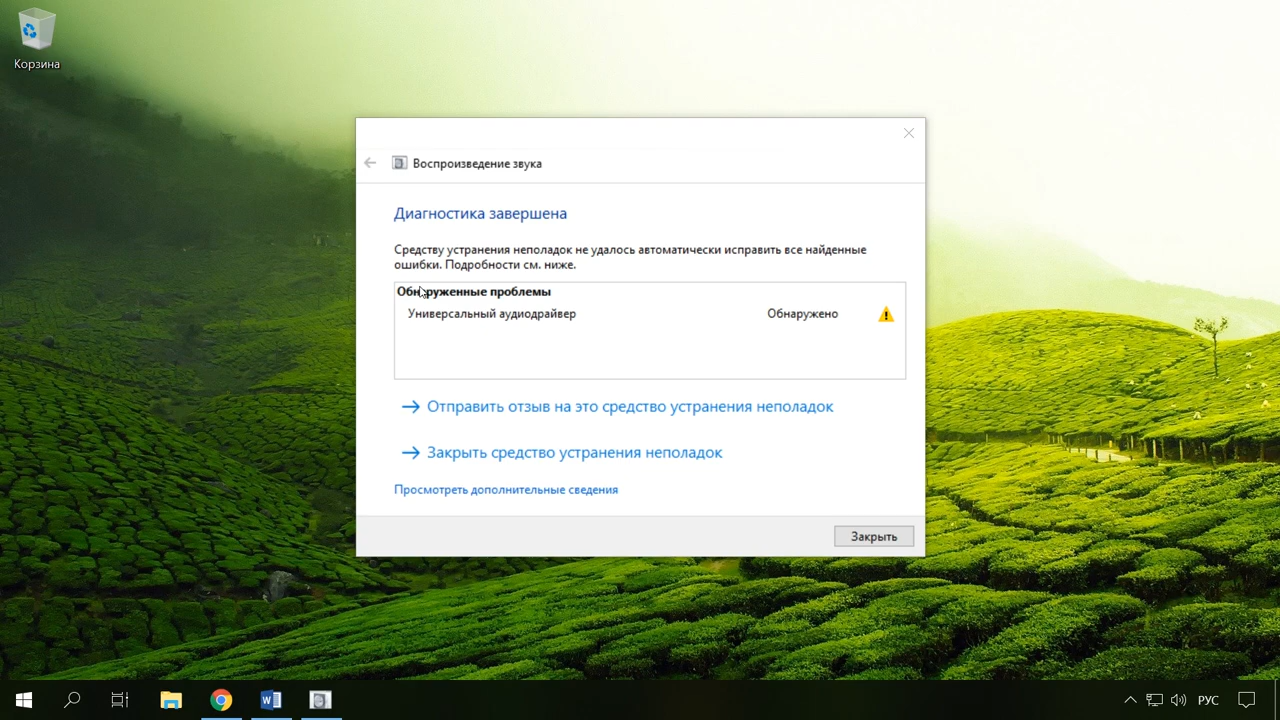 Корзина
Воспроизведение звука
Диагностика завершена
Средству устранения неполадок не удалось автоматически исправить все найденные
ошибки. Подробности см. ниже.
Обнаруженные проблемы
Универсальный аудиодрайвер Обнаружено
Отправить отзыв на это средство устранения неполадок
Закрыть средство устранения неполадок
Просмотреть дополнительные сведения
Закрыть
РУС